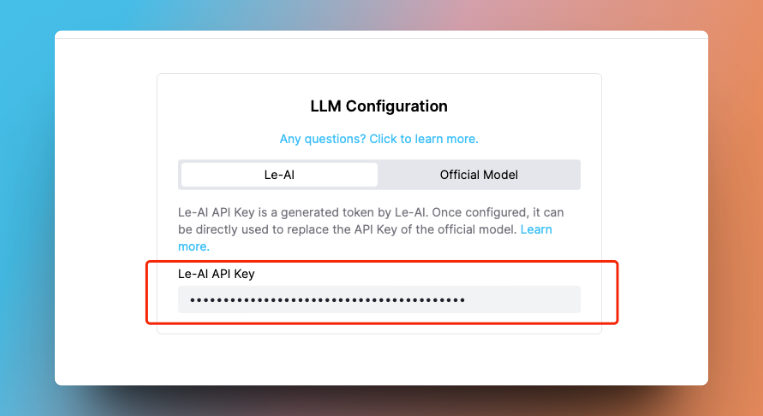 LLM Configuration
Any questions? Click to learn more.
Le-AI
Official Model
Le-AI API Key is a generated token by Le-AI. Once configured, it can
be directly used to replace the API Key of the official model. Learn
more.
Le-AI API Key
•••••••••••••••••••••••••••••••••••••••••